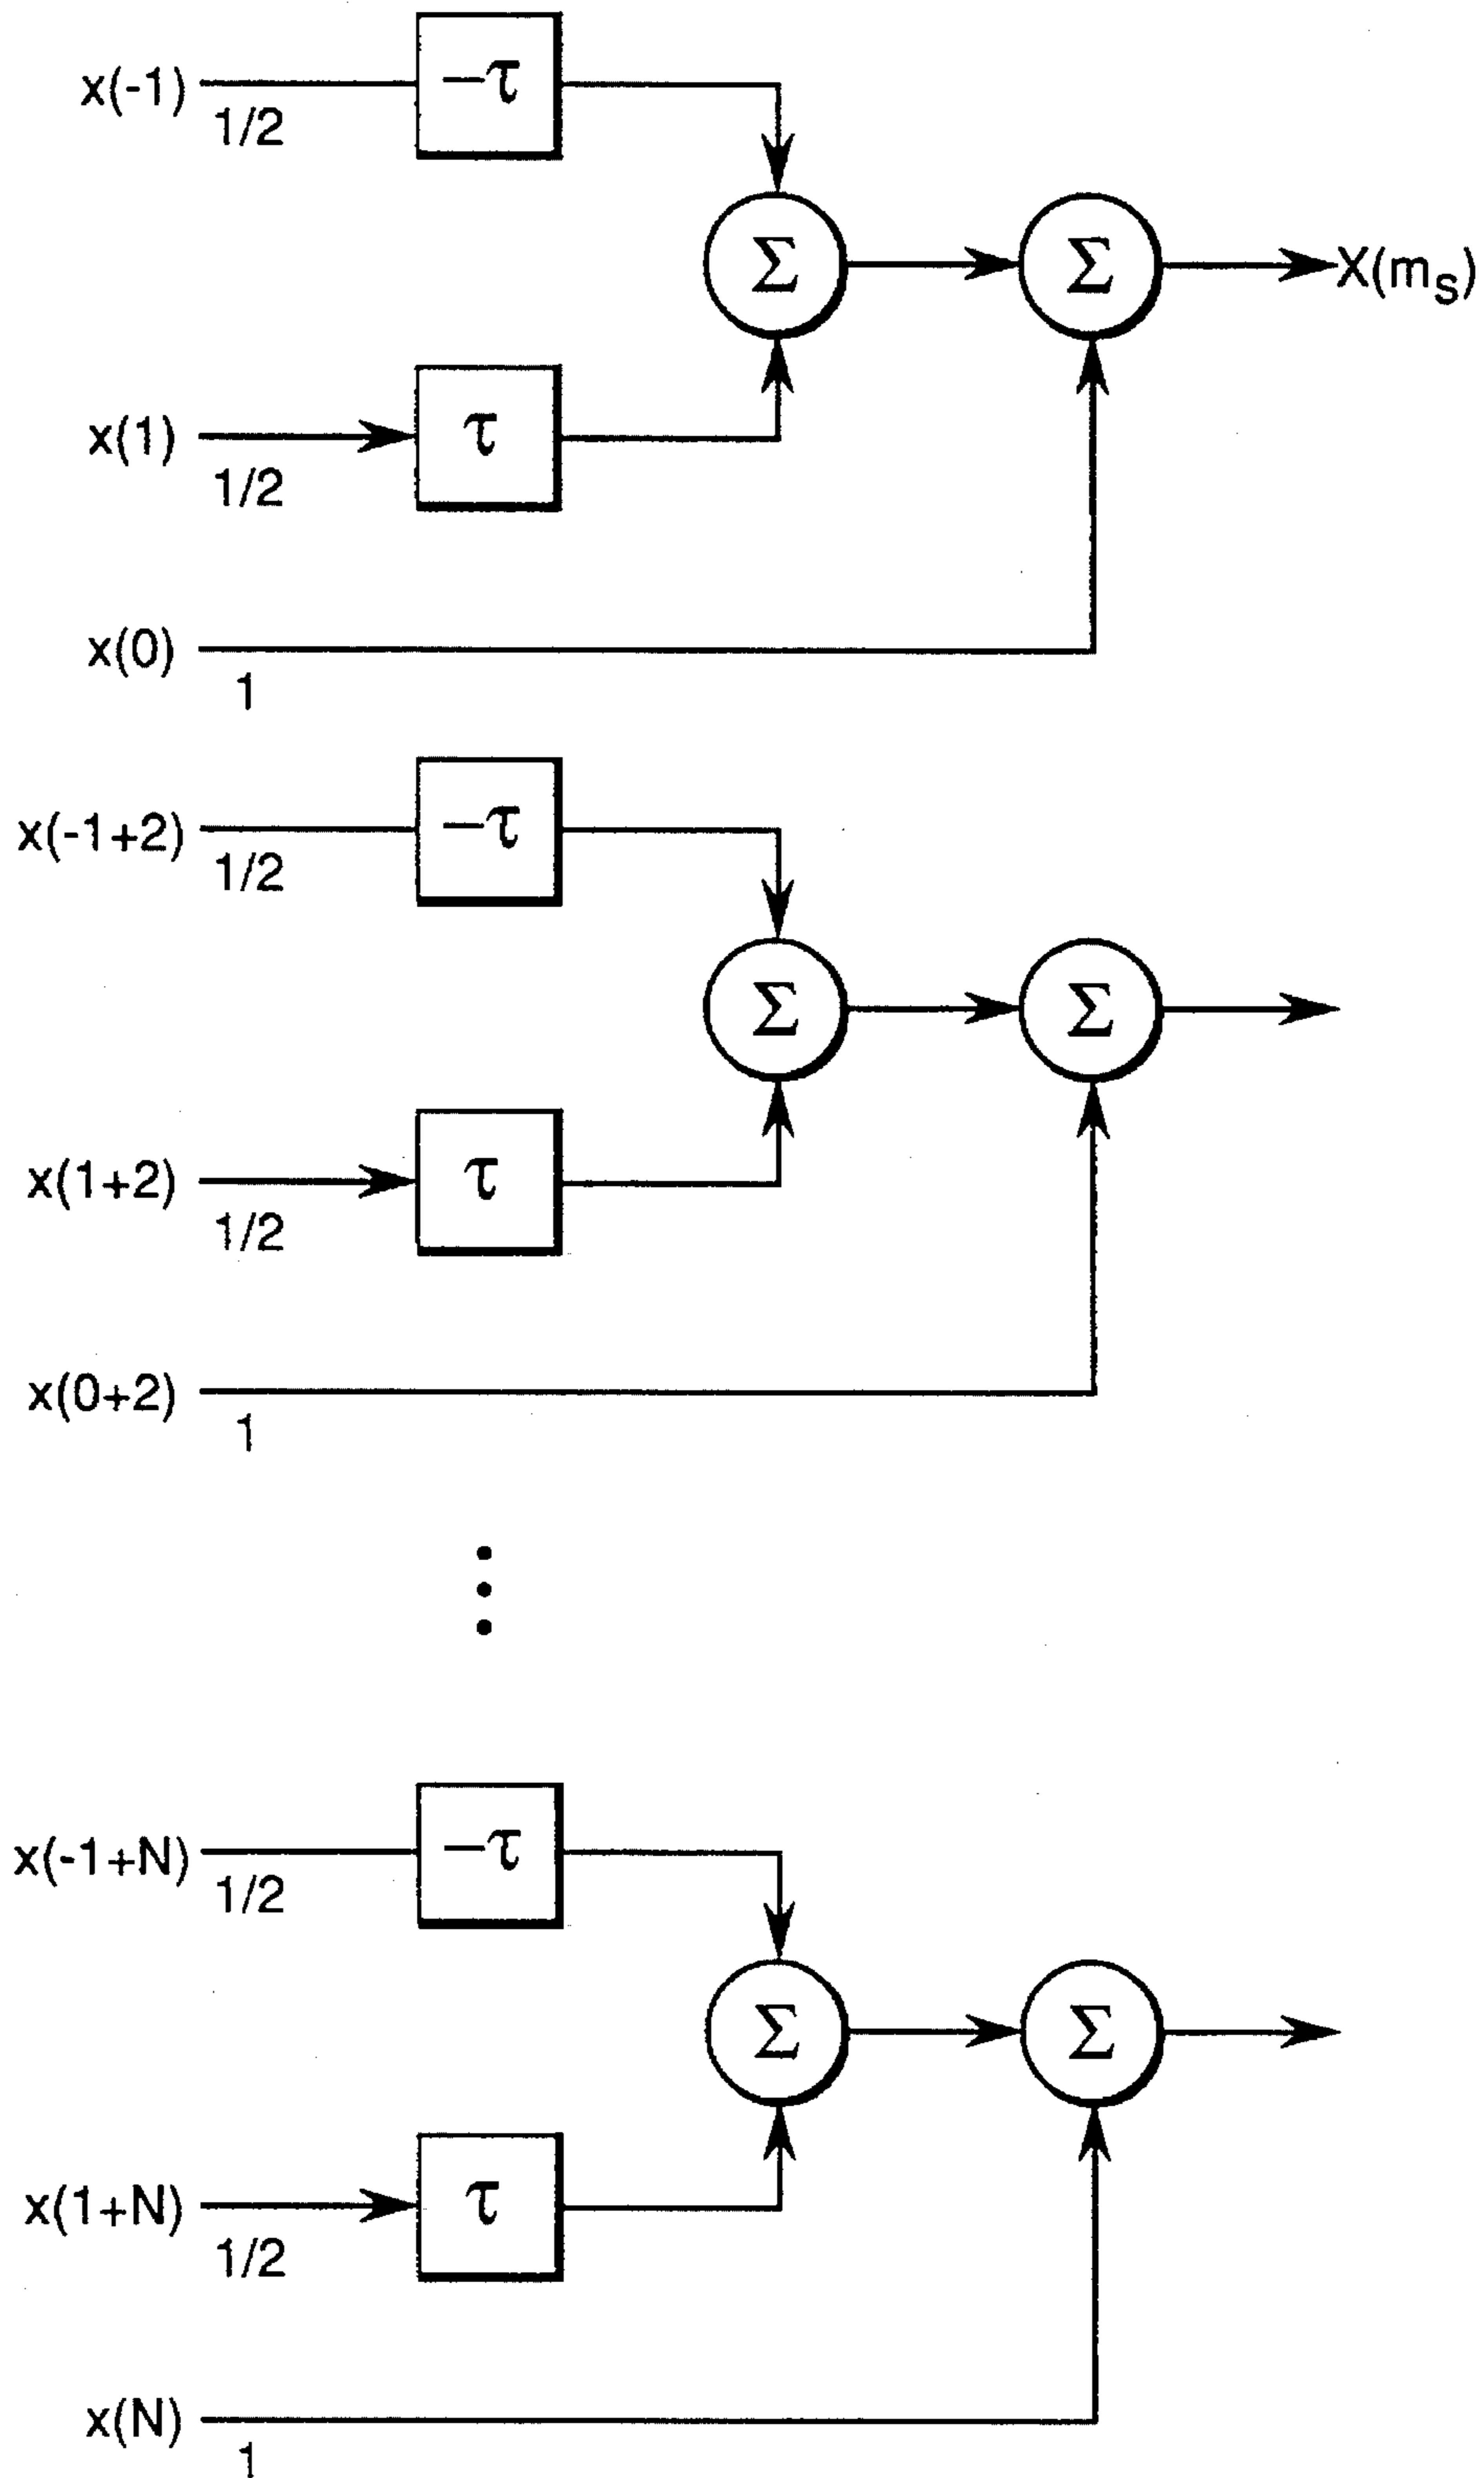 x(-1)
1/2
−τ
Σ
Σ
X(mS)
x(1)
1/2
τ
x(0)
1
x(-1+2)
1/2
−τ
Σ
Σ
x(1+2)
1/2
τ
x(0+2)
1
x(-1+N)
1/2
−τ
Σ
Σ
x(1+N)
1/2
τ
x(N)
1